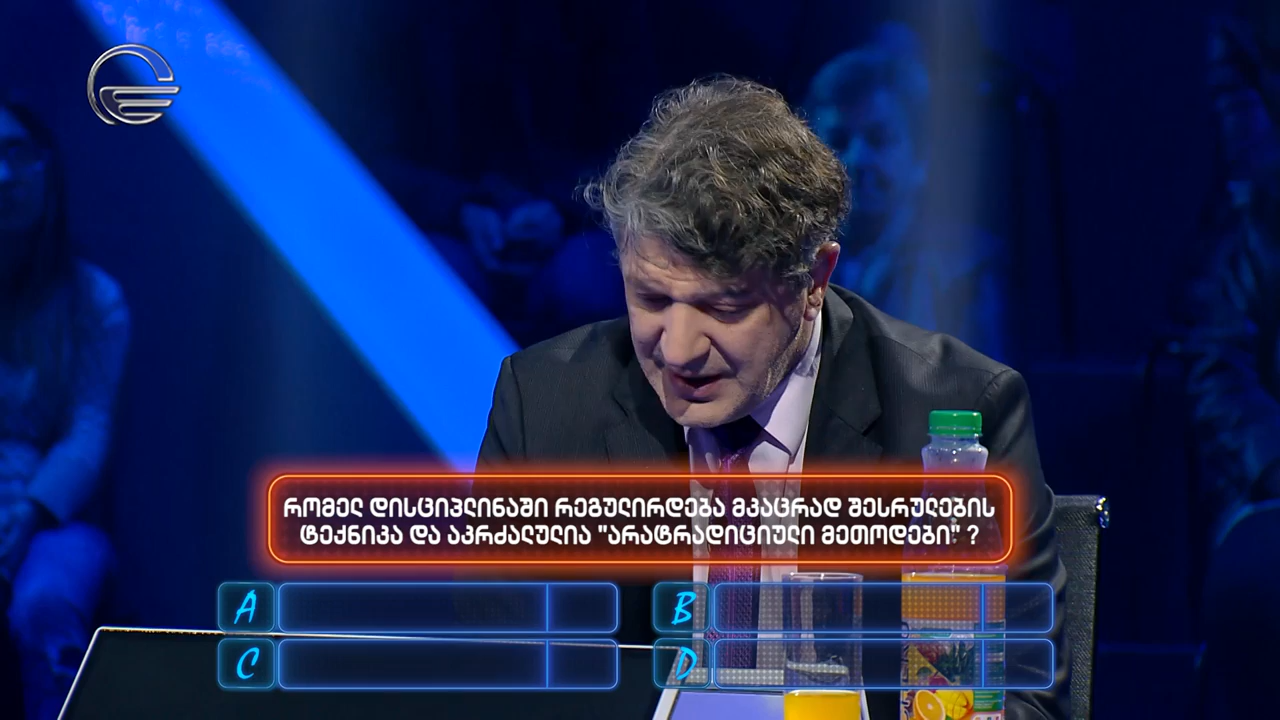 რომელ დისციპლინაში რეგულირდება მკაცრად შესრულების
ტექნიკა და აკრძალულია "არატრადიციული მეთოდები" ?
A
B
C
D